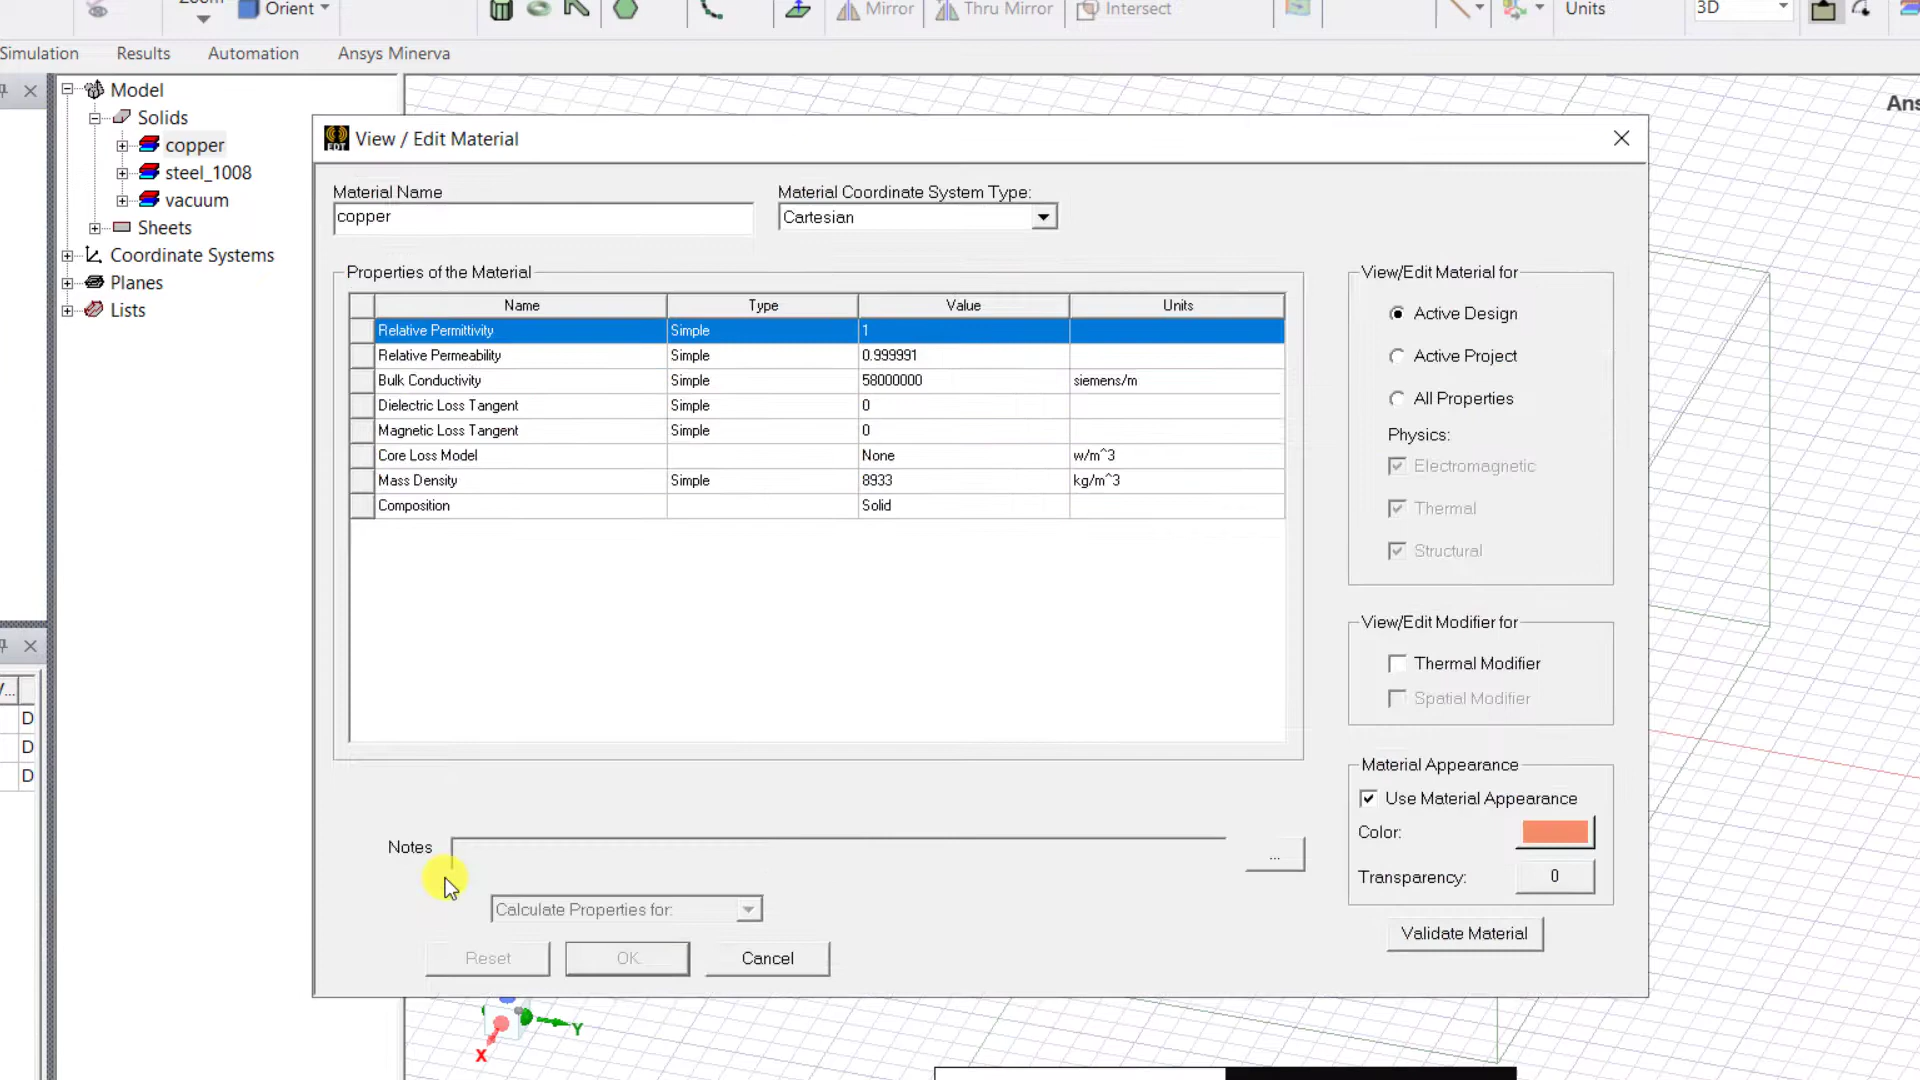 Orient
Mirror
Thru Mirror
Intersect
Units
3D
Simulation
Results
Automation
Ansys Minerva
Model
Solids
copper
steel_1008
vacuum
Sheets
Coordinate Systems
Planes
Lists
D
D
D
View / Edit Material
Material Name
copper
Material Coordinate System Type:
Cartesian
Properties of the Material
Name Type Value Units
Relative Permittivity Simple 1
Relative Permeability Simple 0.999991
Bulk Conductivity Simple 58000000 siemens/m
Dielectric Loss Tangent Simple 0
Magnetic Loss Tangent Simple 0
Core Loss Model None w/m^3
Mass Density Simple 8933 kg/m^3
Composition Solid
Notes
...
Calculate Properties for:
Reset
OK
Cancel
View/Edit Material for
Active Design
Active Project
All Properties
Physics:
Electromagnetic
Thermal
Structural
View/Edit Modifier for
Thermal Modifier
Spatial Modifier
Material Appearance
Use Material Appearance
Color:
Transparency: 0
Validate Material
Y
X